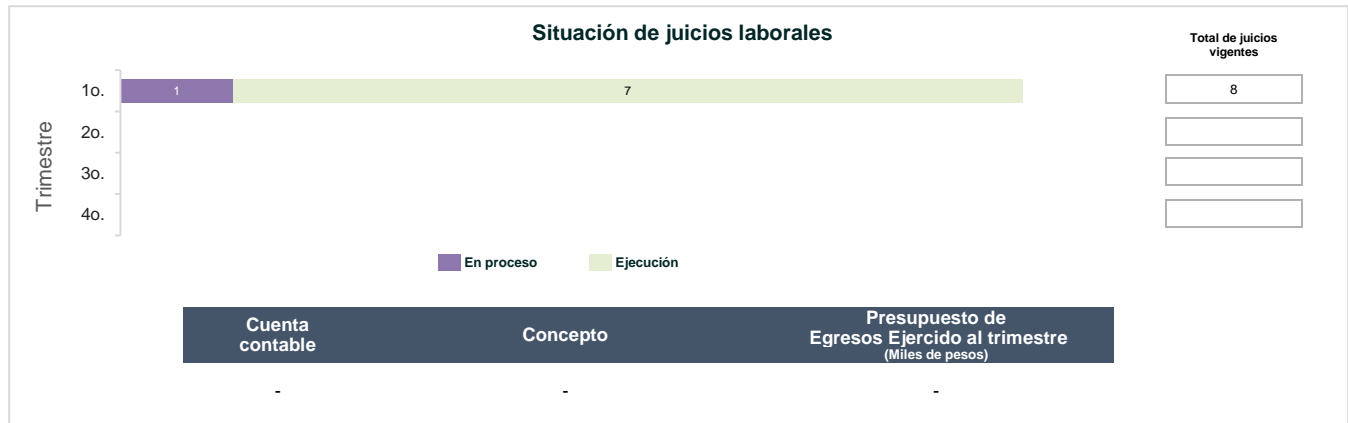 Situación de juicios laborales
Total de juicios
vigentes
Trimestre
1o.
1
7
8
2o.
3o.
4o.
En proceso
Ejecución
Cuenta
contable
Concepto
Presupuesto de
Egresos Ejercido al trimestre
(Miles de pesos)
-
-
-